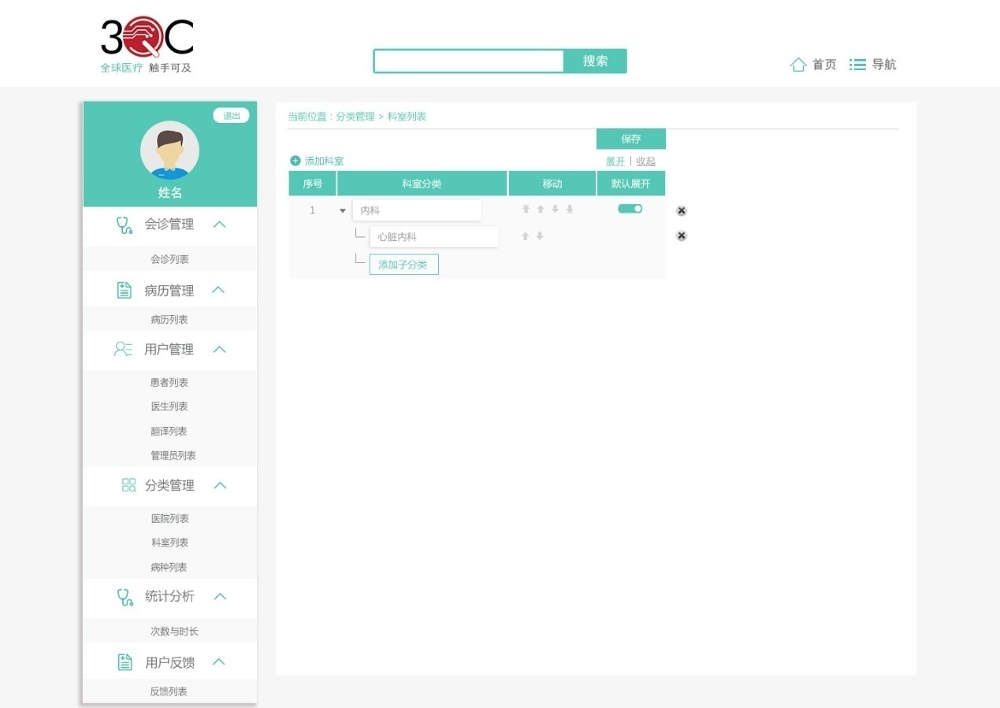 3QC
全球医疗 触手可及
搜索
首页
导航
退出
姓名
会诊管理
会诊列表
病历管理
病历列表
用户管理
患者列表
医生列表
翻译列表
管理员列表
分类管理
医院列表
科室列表
病种列表
统计分析
次数与时长
用户反馈
反馈列表
当前位置：分类管理 > 科室列表
保存
添加科室
展开 | 收起
序号 科室分类 移动 默认展开
1 内科
心脏内科
添加子分类